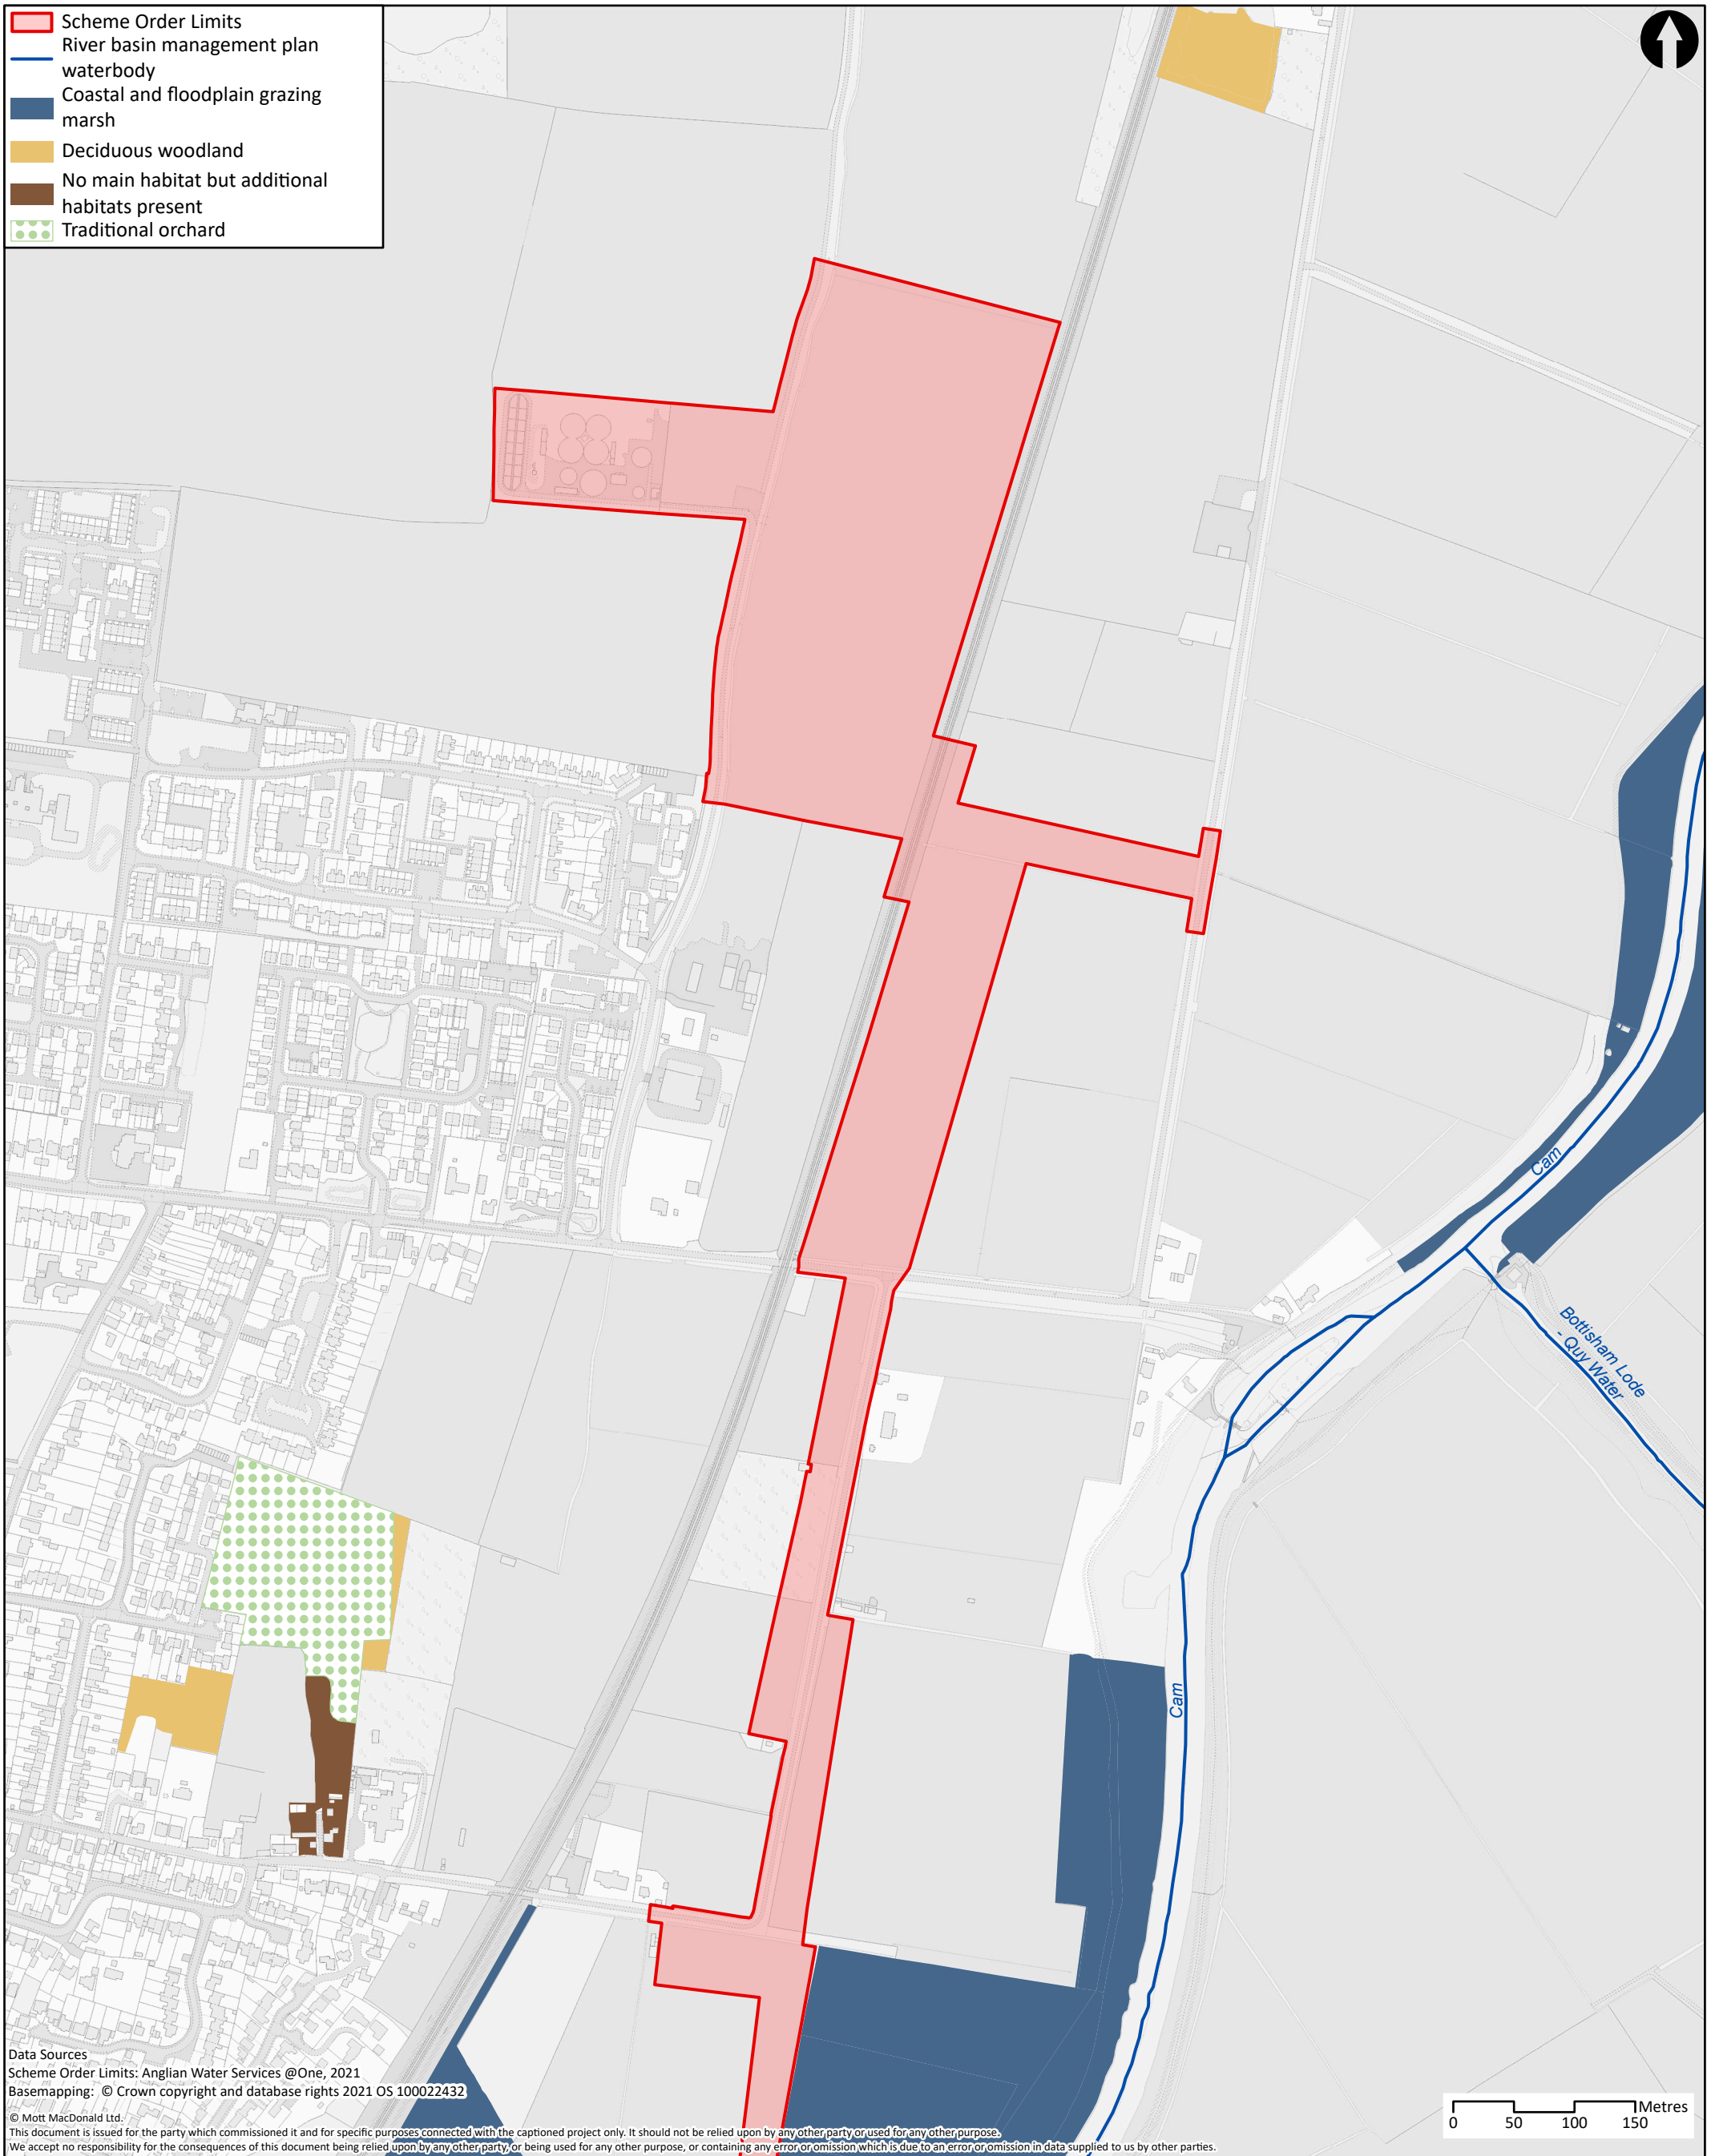 Scheme Order Limits
River basin management plan
waterbody
Coastal and floodplain grazing
marsh
Deciduous woodland
No main habitat but additional
habitats present
Traditional orchard
Cam
Bottisham Lode
- Quy Water
Cam
Data Sources
Scheme Order Limits: Anglian Water Services @One, 2021
Basemapping: © Crown copyright and database rights 2021 OS 100022432
© Mott MacDonald Ltd.
This document is issued for the party which commissioned it and for specific purposes connected with the captioned project only. It should not be relied upon by any other party or used for any other purpose.
We accept no responsibility for the consequences of this document being relied upon by any other party, or being used for any other purpose, or containing any error or omission which is due to an error or omission in data supplied to us by other parties.
Metres
0 50 100 150